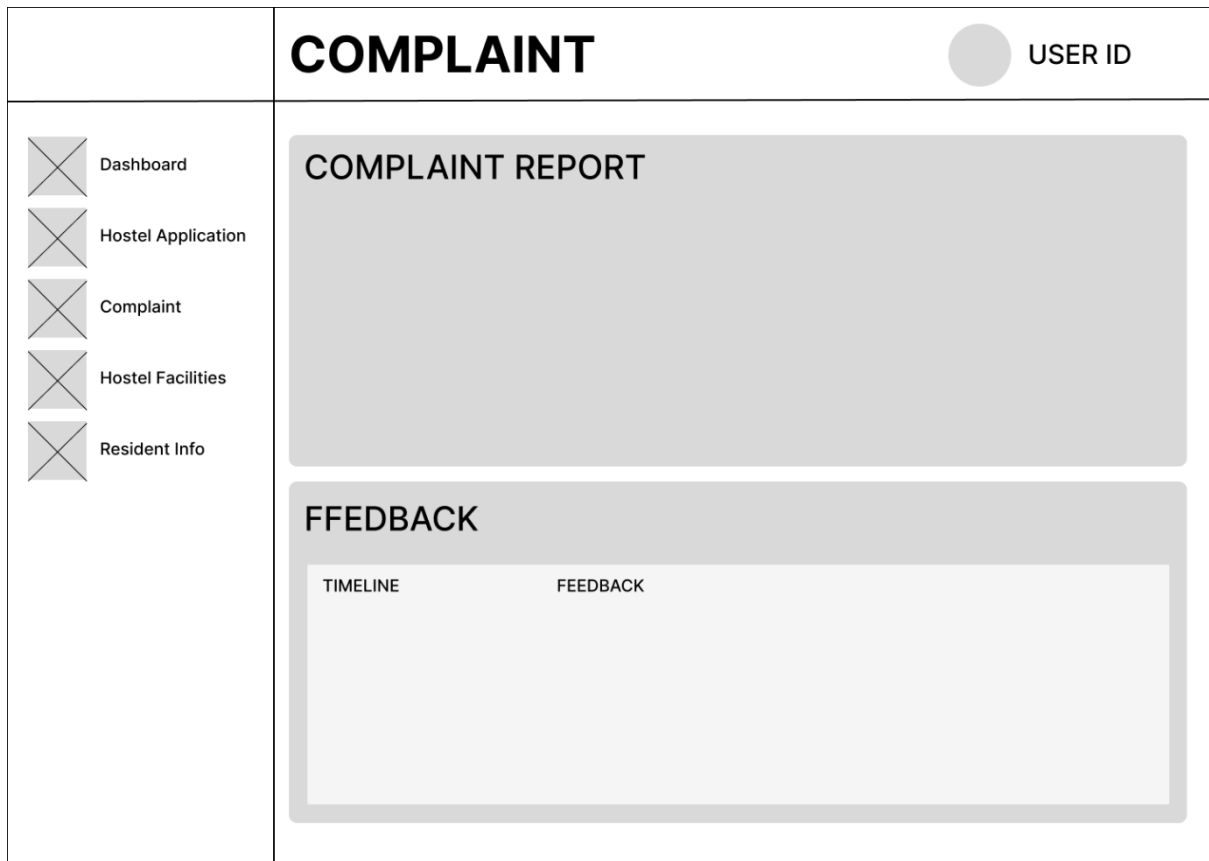 COMPLAINT
USER ID
Dashboard
Hostel Application
Complaint
Hostel Facilities
Resident Info
COMPLAINT REPORT
FFEDBACK
TIMELINE FEEDBACK